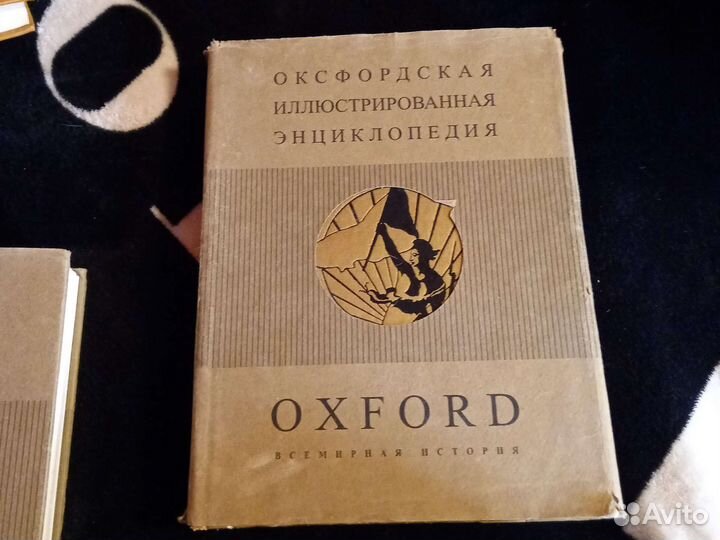 ОКСФОРДСКАЯ
ИЛЛЮСТРИРОВАННАЯ
ЭНЦИКЛОПЕДИЯ
OXFORD
ВСЕМИРНАЯ ИСТОРИЯ
Avito